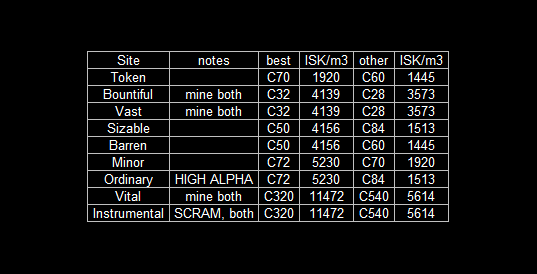 Site notes best ISK/m3 other ISK/m3
Token C70 1920 C60 1445
Bountiful mine both C32 4139 C28 3573
Vast mine both C32 4139 C28 3573
Sizable C50 4156 C84 1513
Barren C50 4156 C60 1445
Minor C72 5230 C70 1920
Ordinary HIGH ALPHA C72 5230 C84 1513
Vital mine both C320 11472 C540 5614
Instrumental SCRAM, both C320 11472 C540 5614